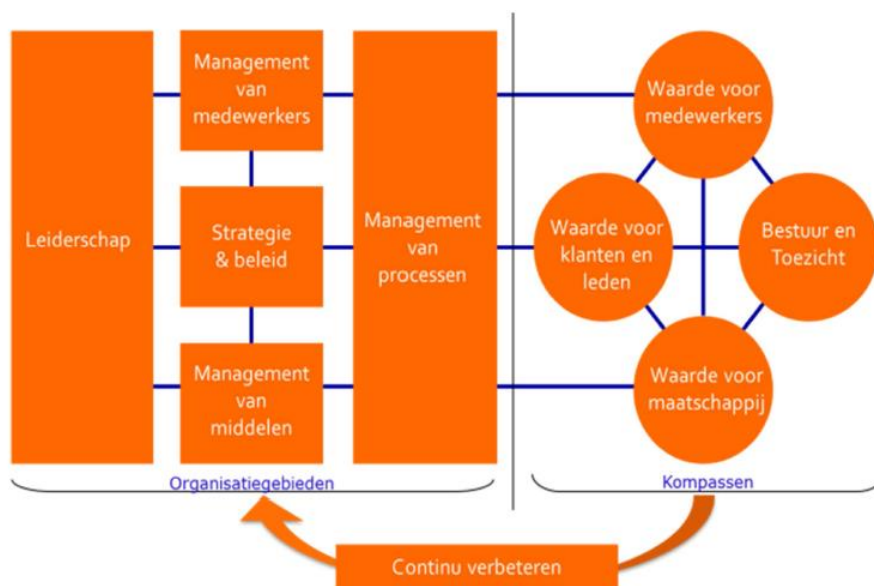 Leiderschap
Management
van
medewerkers
Strategie
& beleid
Management
van
middelen
Management
van
processen
Waarde voor
medewerkers
Waarde voor
klanten en
leden
Bestuur en
Toezicht
Waarde voor
maatschappij
Organisatiegebieden
Kompassen
Continu verbeteren